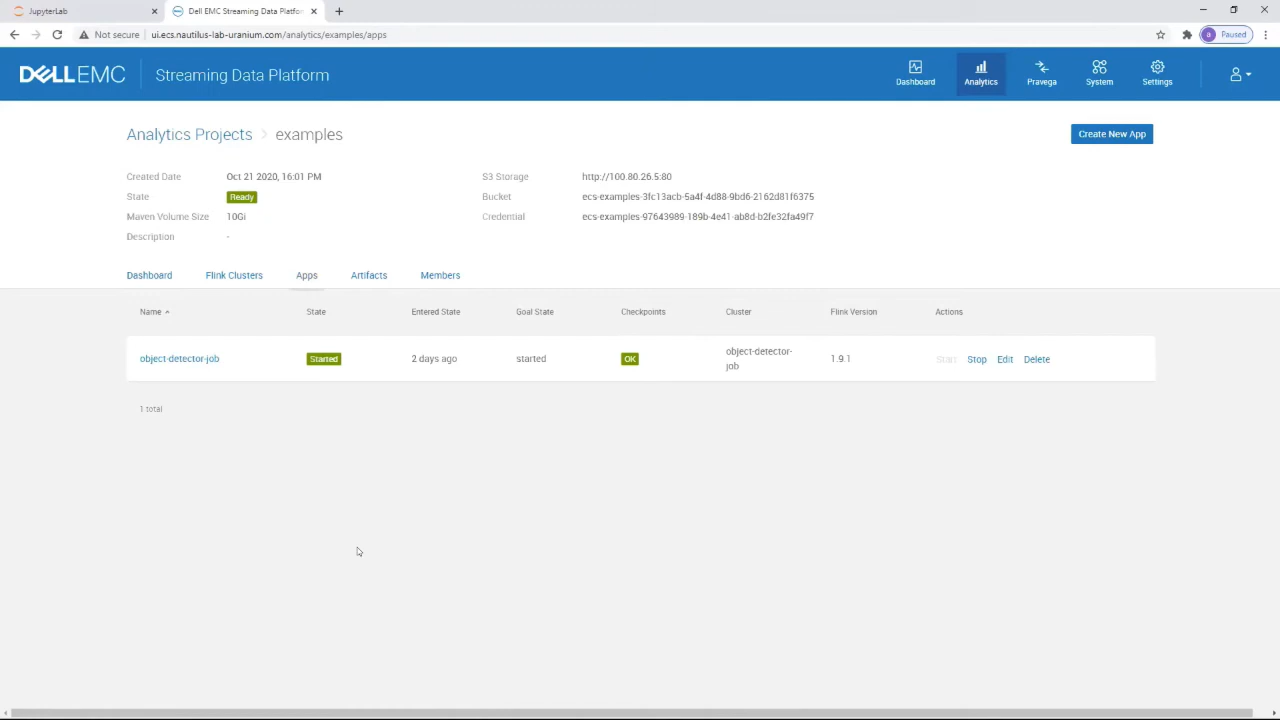 JupyterLab
Dell EMC Streaming Data Platfor
Not secure
ui.ecs.nautilus-lab-uranium.com/analytics/examples/apps
a
Paused
DELLEMC
Streaming Data Platform
Dashboard
Analytics
Pravega
System
Settings
Analytics Projects > examples
Create New App
Created Date Oct 21 2020, 16:01 PM
S3 Storage http://100.80.26.5:80
State Ready
Bucket ecs-examples-3fc13acb-5a4f-4d88-9bd6-2162d81f6375
Maven Volume Size 10Gi
Credential ecs-examples-97643989-189b-4e41-ab8d-b2fe32fa49f7
Description -
Dashboard Flink Clusters Apps Artifacts Members
Name State Entered State Goal State Checkpoints Cluster Flink Version Actions
object-detector-job Started 2 days ago started OK object-detector-
job
1.9.1 Start Stop Edit Delete
1 total